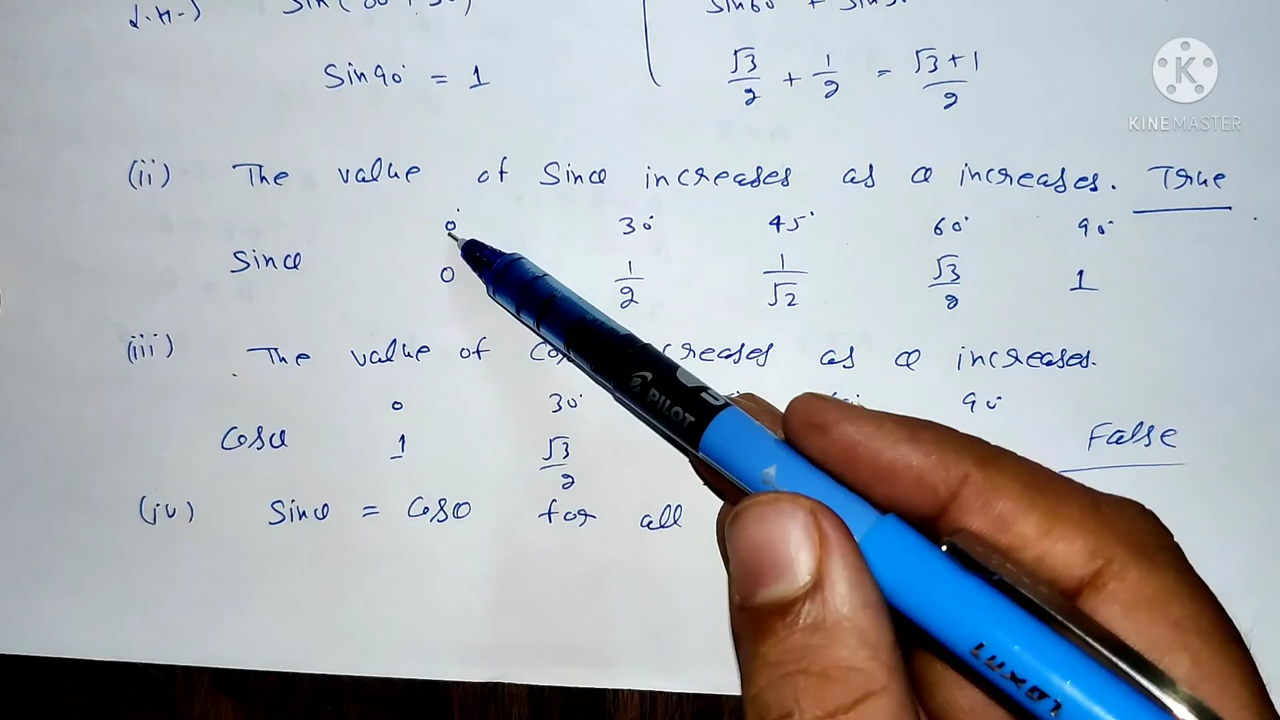 Sin90° = 1
√3/2 + 1/2 = √3+1/2
KINEMASTER
(ii) The value of Sinθ increases as θ increases. True
0° 30° 45° 60° 90°
Sinθ 0 1/2 1/√2 √3/2 1
(iii) The value of creases as θ increases.
0 30° 90°
Cosθ 1 √3/2 False
(iv) Sinθ = Cosθ for all
PILOT
LUXOR